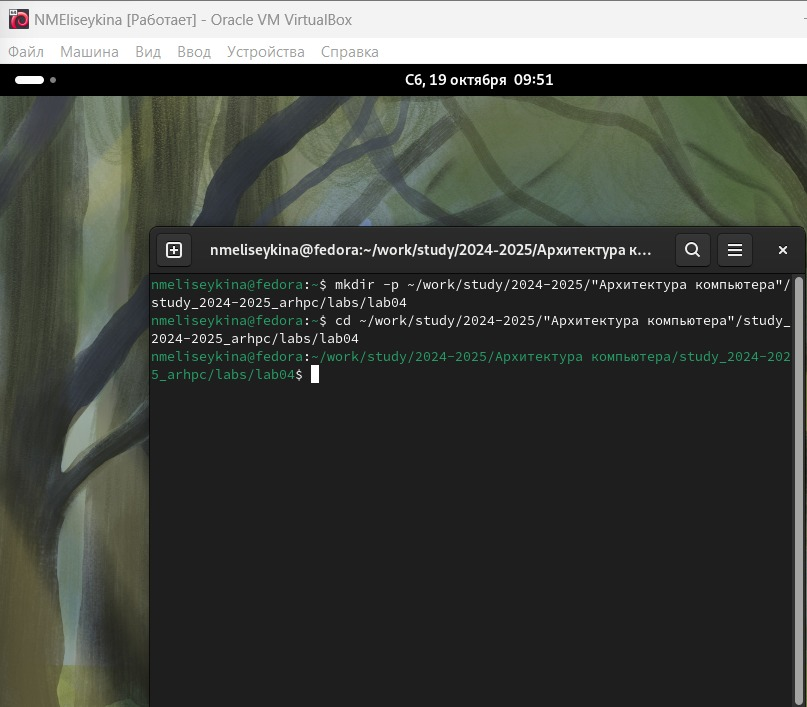 NMEliseykina [Работает] - Oracle VM VirtualBox
Файл Машина Вид Ввод Устройства Справка
Сб, 19 октября 09:51
nmeliseykina@fedora:~/work/study/2024-2025/Архитектура к...
nmeliseykina@fedora:~$ mkdir -p ~/work/study/2024-2025/"Архитектура компьютера"/
study_2024-2025_arhpc/labs/lab04
nmeliseykina@fedora:~$ cd ~/work/study/2024-2025/"Архитектура компьютера"/study_
2024-2025_arhpc/labs/lab04
nmeliseykina@fedora:~/work/study/2024-2025/Архитектура компьютера/study_2024-202
5_arhpc/labs/lab04$